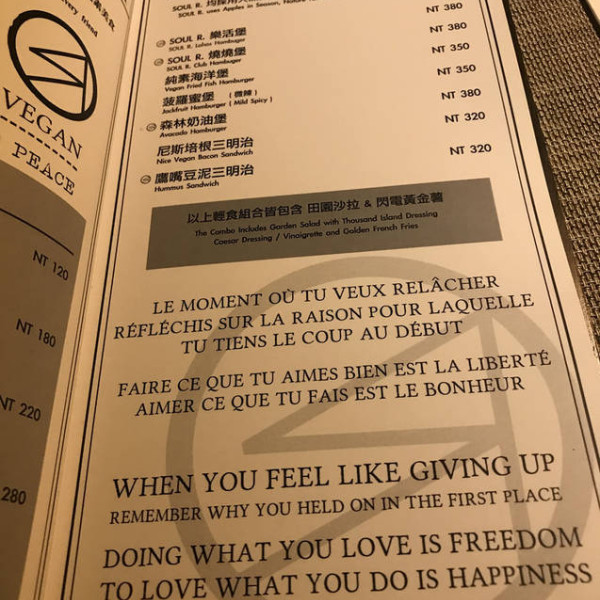 美食
very friend
VEGAN
PEACE
NT 120
NT 180
NT 220
280
SOUL R.
SOUL R. uses Apples in Season,
NT 380
SOUL R. 樂活堡
SOUL R. Lohas Hambuger
NT 380
SOUL R. 燒燒堡
SOUL R. Club Hamburger
NT 350
純素海洋堡
Vegan Fried Fish Hamburger
NT 350
菠羅蜜堡 (微辣)
Jackfruit Hamburger ( Mild Spicy )
NT 380
森林奶油堡
Avocado Hamburger
NT 320
尼斯培根三明治
Nice Vegan Bacon Sandwich
NT 320
鷹嘴豆泥三明治
Hummus Sandwich
以上輕食組合皆包含 田園沙拉 & 閃電黃金薯
The Combo Includes Garden Salad with Thousand Island Dressing
Caesar Dressing / Vinaigrette and Golden French Fries
LE MOMENT OÙ TU VEUX RELÂCHER
RÉFLÉCHIS SUR LA RAISON POUR LAQUELLE
TU TIENS LE COUP AU DÉBUT
FAIRE CE QUE TU AIMES BIEN EST LA LIBERTÉ
AIMER CE QUE TU FAIS EST LE BONHEUR
WHEN YOU FEEL LIKE GIVING UP
REMEMBER WHY YOU HELD ON IN THE FIRST PLACE
DOING WHAT YOU LOVE IS FREEDOM
TO LOVE WHAT YOU DO IS HAPPINESS